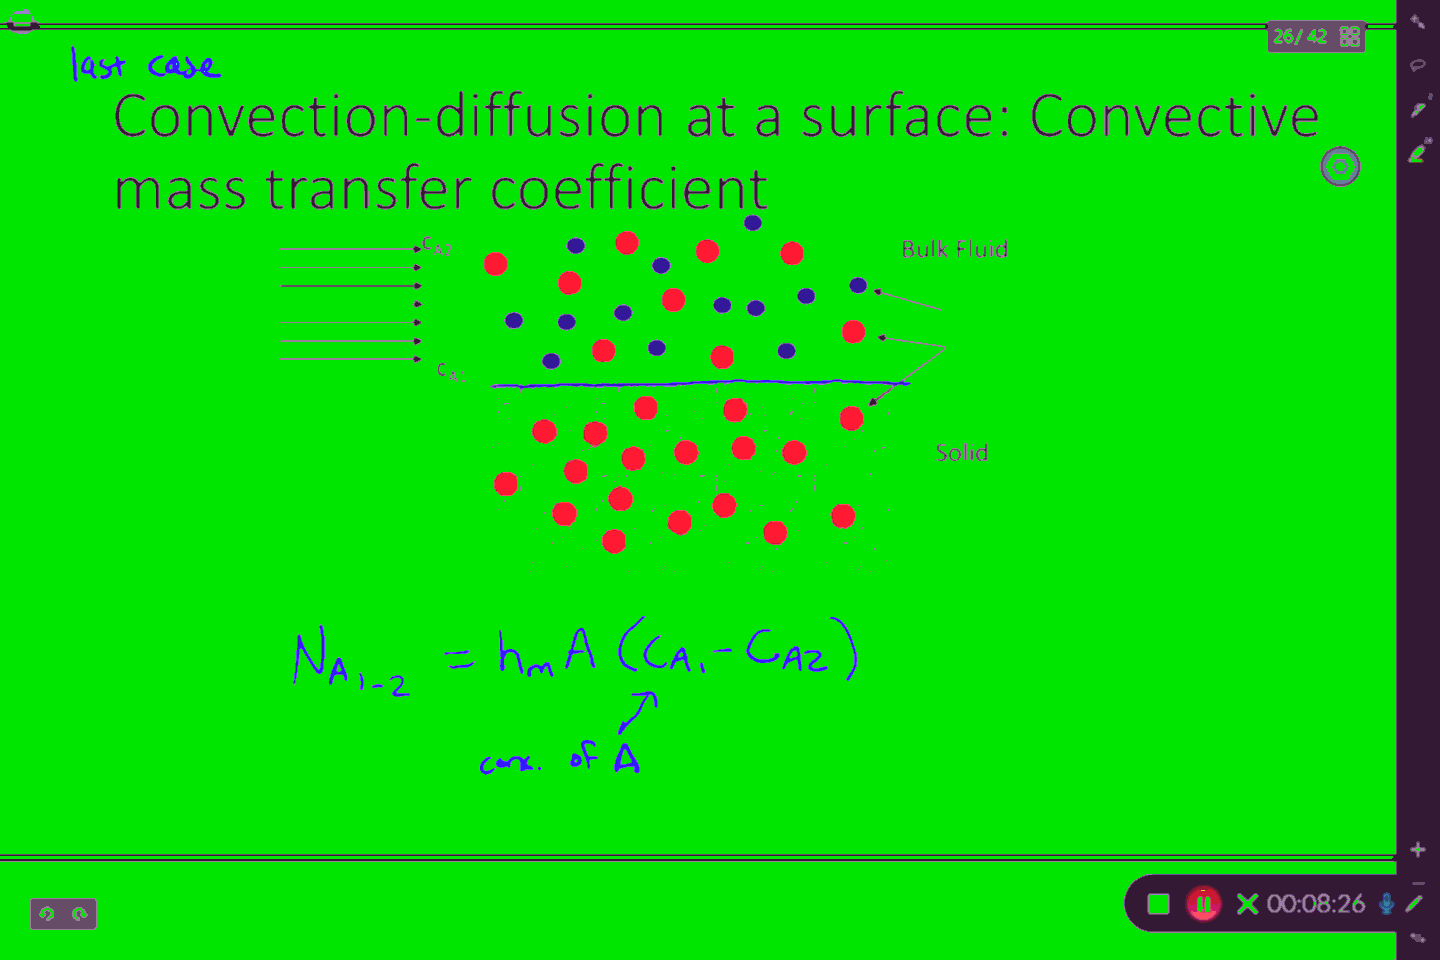 26/42
last case
Convection-diffusion at a surface: Convective
mass transfer coefficient
C_A2
Bulk Fluid
C_A1
Solid
N_A1-2 = h_m A (C_A1 - C_A2)
conc. of A
00:08:26